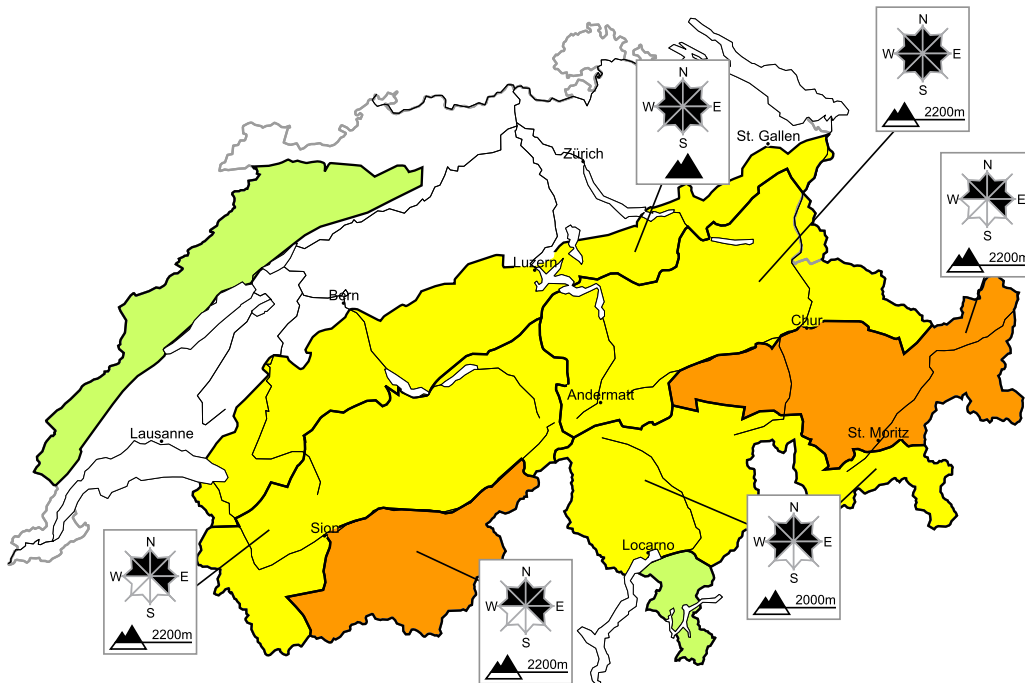 N
W E
S
2200m
N
W E
S
St. Gallen
Zürich
N
W E
S
2200m
Luzern
Bern
Chur
Andermatt
Lausanne
St. Moritz
Sion
Locarno
N
W E
S
2000m
N
W E
S
2200m
N
W E
S
2200m